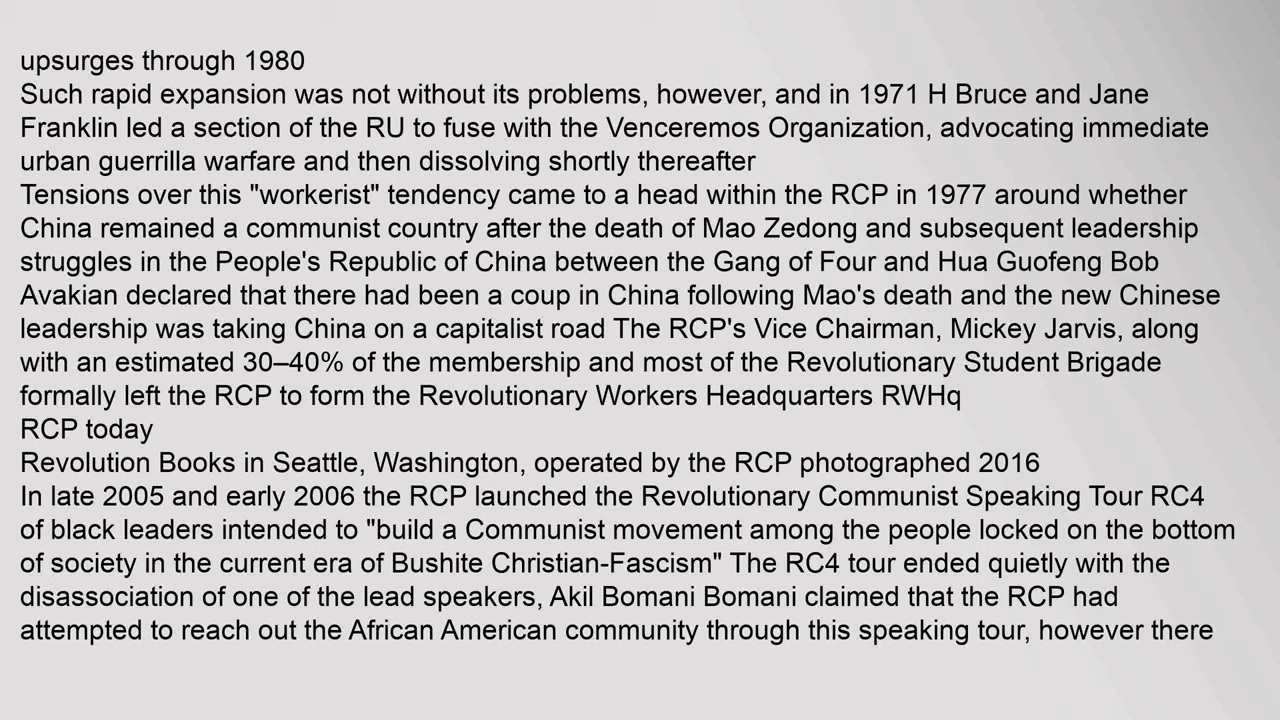 upsurges through 1980
Such rapid expansion was not without its problems, however, and in 1971 H Bruce and Jane
Franklin led a section of the RU to fuse with the Venceremos Organization, advocating immediate
urban guerrilla warfare and then dissolving shortly thereafter
Tensions over this "workerist" tendency came to a head within the RCP in 1977 around whether
China remained a communist country after the death of Mao Zedong and subsequent leadership
struggles in the People's Republic of China between the Gang of Four and Hua Guofeng Bob
Avakian declared that there had been a coup in China following Mao's death and the new Chinese
leadership was taking China on a capitalist road The RCP's Vice Chairman, Mickey Jarvis, along
with an estimated 30–40% of the membership and most of the Revolutionary Student Brigade
formally left the RCP to form the Revolutionary Workers Headquarters RWHq
RCP today
Revolution Books in Seattle, Washington, operated by the RCP photographed 2016
In late 2005 and early 2006 the RCP launched the Revolutionary Communist Speaking Tour RC4
of black leaders intended to "build a Communist movement among the people locked on the bottom
of society in the current era of Bushite Christian-Fascism" The RC4 tour ended quietly with the
disassociation of one of the lead speakers, Akil Bomani Bomani claimed that the RCP had
attempted to reach out the African American community through this speaking tour, however there